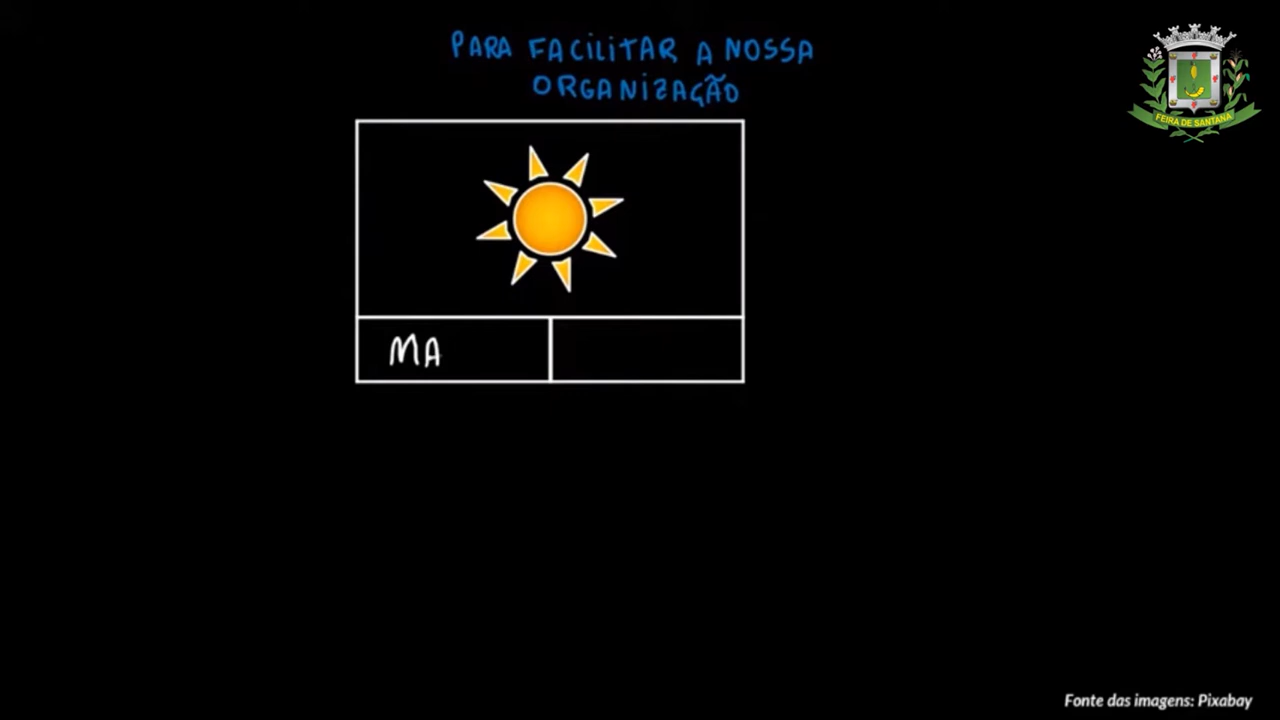 PARA FACILITAR A NOSSA
ORGANIZAÇÃO
FEIRA DE SANTANA
MA
Fonte das imagens: Pixabay